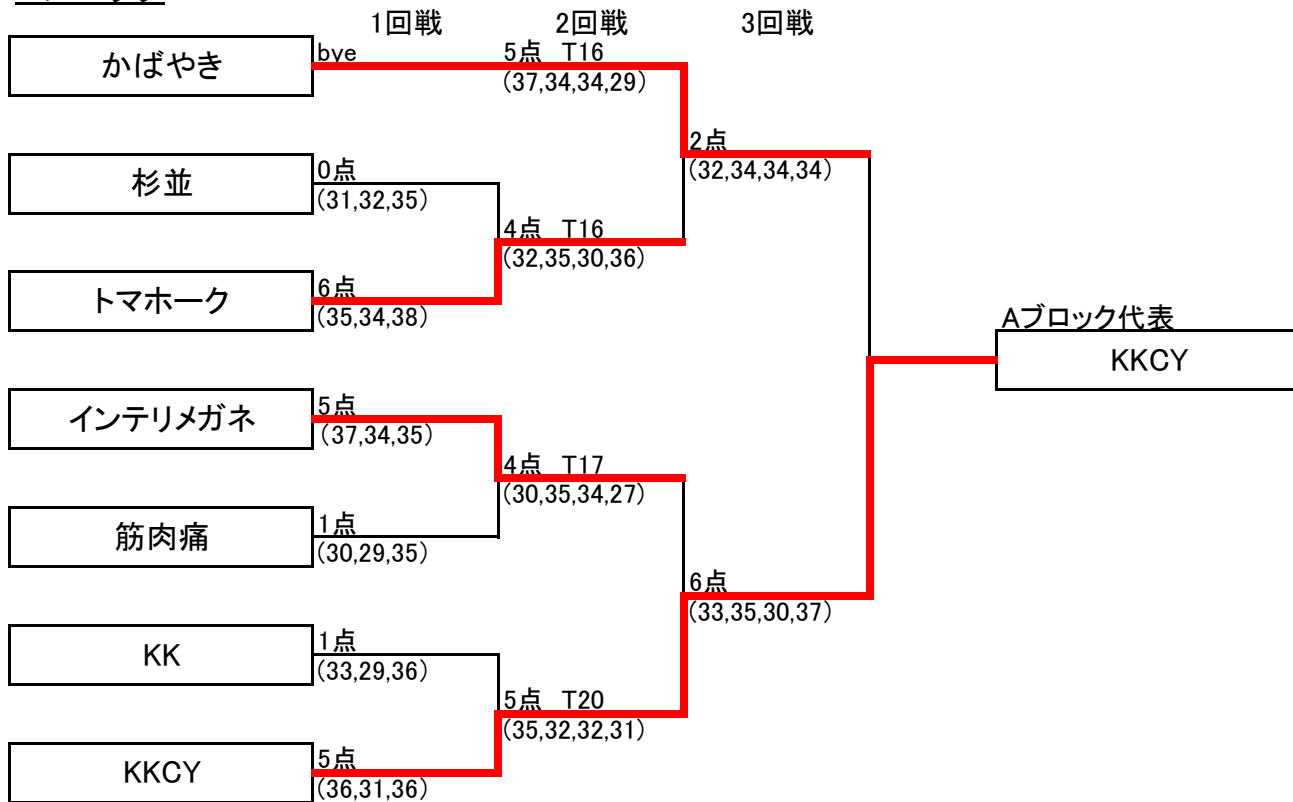 1回戦 2回戦 3回戦
かばやき
bye
5点 T16
(37,34,34,29)
2点
(32,34,34,34)
杉並
0点
(31,32,35)
4点 T16
(32,35,30,36)
トマホーク
6点
(35,34,38)
Aブロック代表
KKCY
インテリメガネ
5点
(37,34,35)
4点 T17
(30,35,34,27)
筋肉痛
1点
(30,29,35)
6点
(33,35,30,37)
KK
1点
(33,29,36)
5点 T20
(35,32,32,31)
KKCY
5点
(36,31,36)